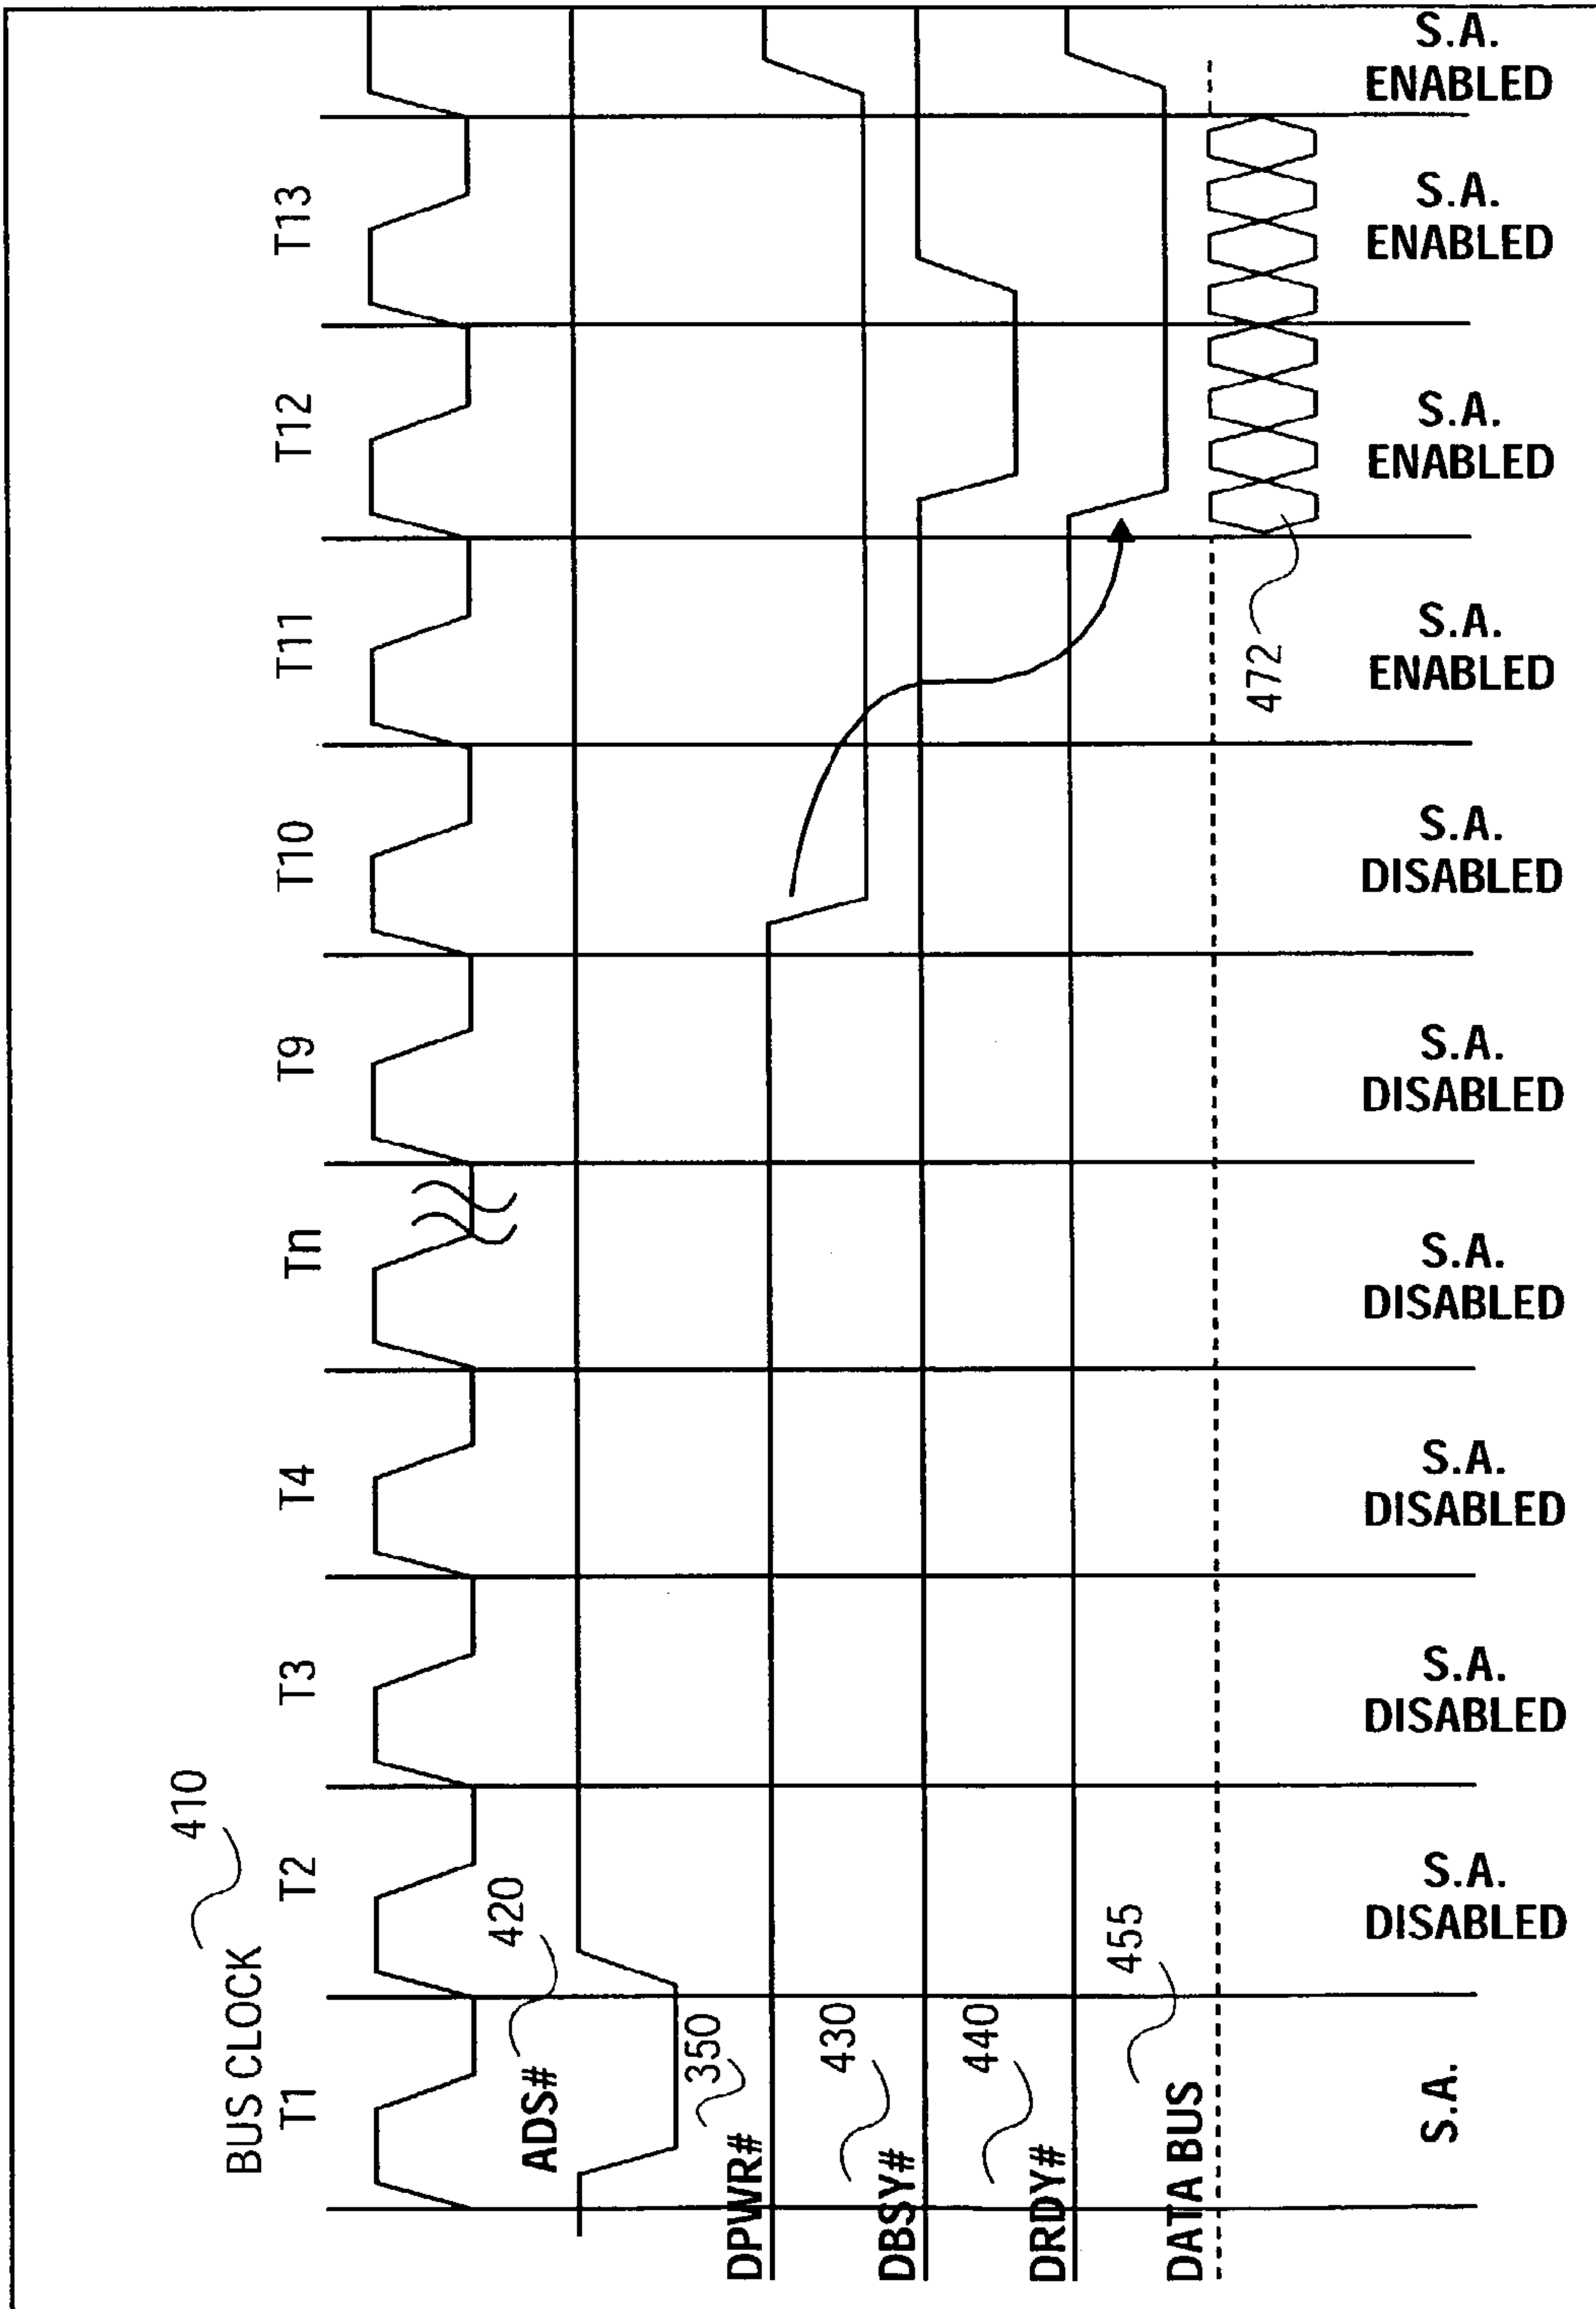 410
BUS CLOCK
T1 T2 T3 T4 Tn T9 T10 T11 T12 T13
420
ADS#
350
DPWR#
430
DBSY#
440
DRDY#
455
DATA BUS
472
S.A.
S.A.
DISABLED
S.A.
DISABLED
S.A.
DISABLED
S.A.
DISABLED
S.A.
DISABLED
S.A.
DISABLED
S.A.
ENABLED
S.A.
ENABLED
S.A.
ENABLED
S.A.
ENABLED